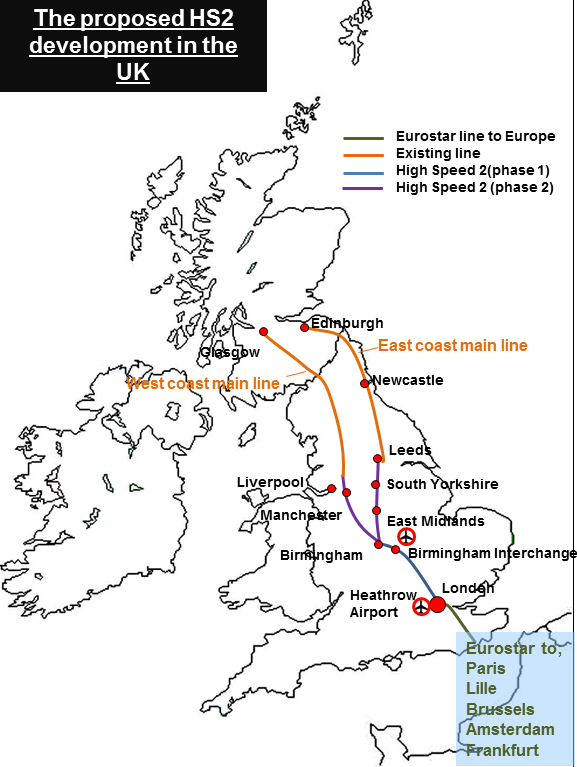 The proposed HS2
development in the
UK
Eurostar line to Europe
Existing line
High Speed 2(phase 1)
High Speed 2 (phase 2)
Edinburgh
Glasgow
East coast main line
West coast main line
Newcastle
Leeds
Liverpool
South Yorkshire
Manchester
East Midlands
Birmingham
Birmingham Interchange
London
Heathrow
Airport
Eurostar to;
Paris
Lille
Brussels
Amsterdam
Frankfurt